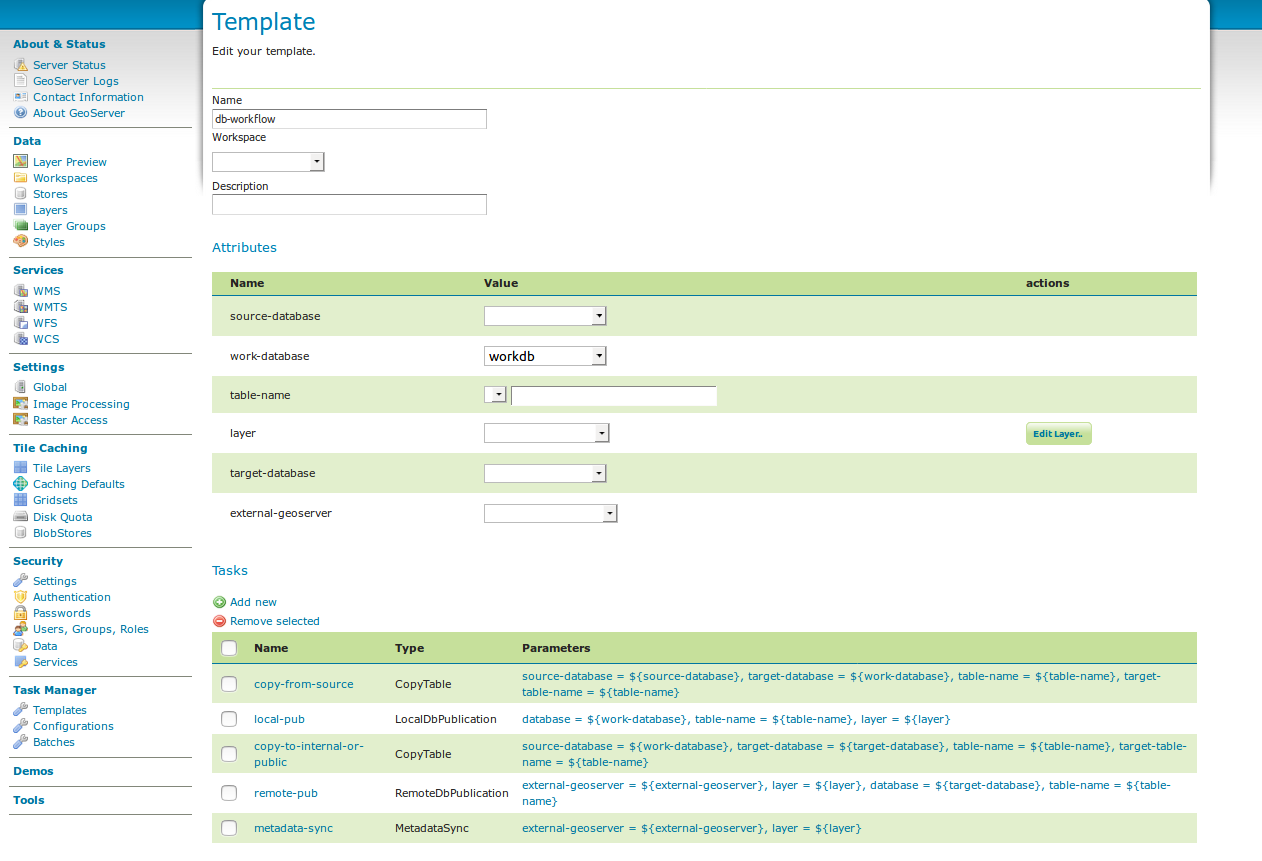 About & Status
Server Status
GeoServer Logs
Contact Information
About GeoServer
Data
Layer Preview
Workspaces
Stores
Layers
Layer Groups
Styles
Services
WMS
WMTS
WFS
WCS
Settings
Global
Image Processing
Raster Access
Tile Caching
Tile Layers
Caching Defaults
Gridsets
Disk Quota
BlobStores
Security
Settings
Authentication
Passwords
Users, Groups, Roles
Data
Services
Task Manager
Templates
Configurations
Batches
Demos
Tools
Template
Edit your template.
Name
db-workflow
Workspace
Description
Attributes
Name Value actions
source-database
work-database workdb
table-name
layer Edit Layer..
target-database
external-geoserver
Tasks
Add new
Remove selected
Name Type Parameters
copy-from-source CopyTable source-database = ${source-database}, target-database = ${work-database}, table-name = ${table-name}, target-
table-name = ${table-name}
local-pub LocalDbPublication database = ${work-database}, table-name = ${table-name}, layer = ${layer}
copy-to-internal-or-
public CopyTable source-database = ${work-database}, target-database = ${target-database}, table-name = ${table-name}, target-table-
name = ${table-name}
remote-pub RemoteDbPublication external-geoserver = ${external-geoserver}, layer = ${layer}, database = ${target-database}, table-name = ${table-
name}
metadata-sync MetadataSync external-geoserver = ${external-geoserver}, layer = ${layer}